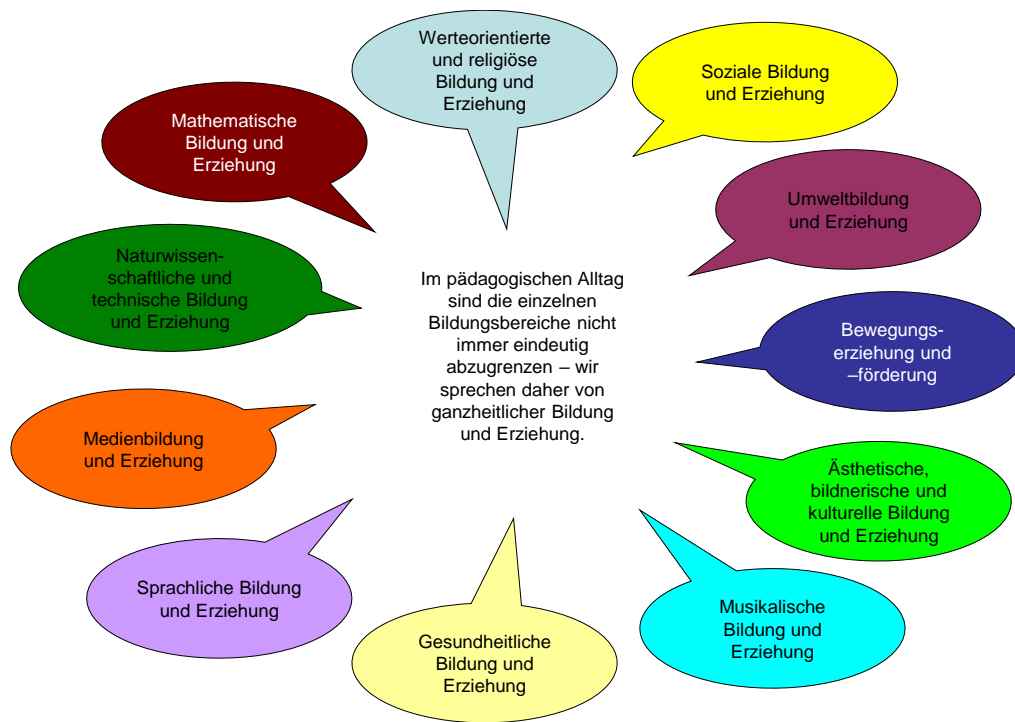 Werteorientierte
und religiöse
Bildung und
Erziehung
Soziale Bildung
und Erziehung
Mathematische
Bildung und
Erziehung
Umweltbildung
und Erziehung
Naturwissen-
schaftliche und
technische Bildung
und Erziehung
Im pädagogischen Alltag
sind die einzelnen
Bildungsbereiche nicht
immer eindeutig
abzugrenzen – wir
sprechen daher von
ganzheitlicher Bildung
und Erziehung.
Bewegungs-
erziehung und
–förderung
Medienbildung
und Erziehung
Ästhetische,
bildnerische und
kulturelle Bildung
und Erziehung
Sprachliche Bildung
und Erziehung
Gesundheitliche
Bildung und
Erziehung
Musikalische
Bildung und
Erziehung